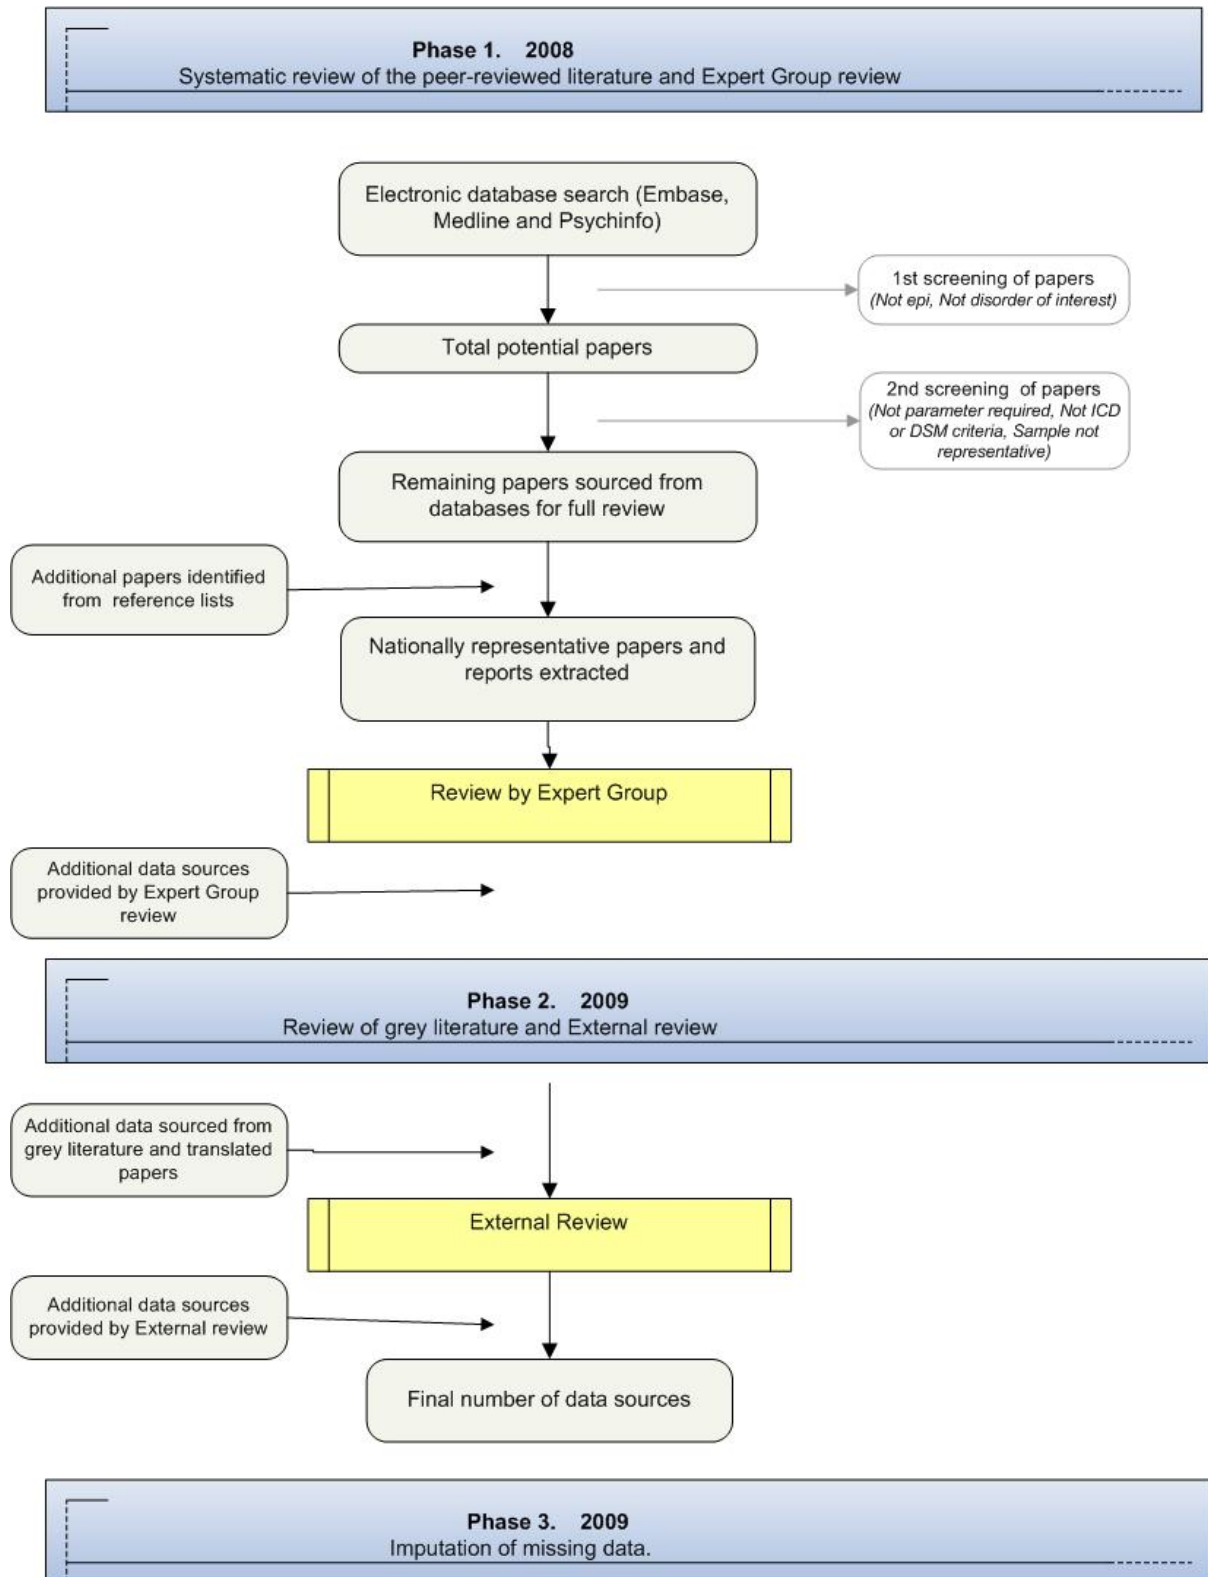 Phase 1. 2008
Systematic review of the peer-reviewed literature and Expert Group review
Electronic database search (Embase,
Medline and Psychinfo)
1st screening of papers
(Not epi, Not disorder of interest)
Total potential papers
2nd screening of papers
(Not parameter required, Not ICD
or DSM criteria, Sample not
representative)
Remaining papers sourced from
databases for full review
Additional papers identified
from reference lists
Nationally representative papers and
reports extracted
Review by Expert Group
Additional data sources
provided by Expert Group
review
Phase 2. 2009
Review of grey literature and External review
Additional data sourced from
grey literature and translated
papers
External Review
Additional data sources
provided by External review
Final number of data sources
Phase 3. 2009
Imputation of missing data.